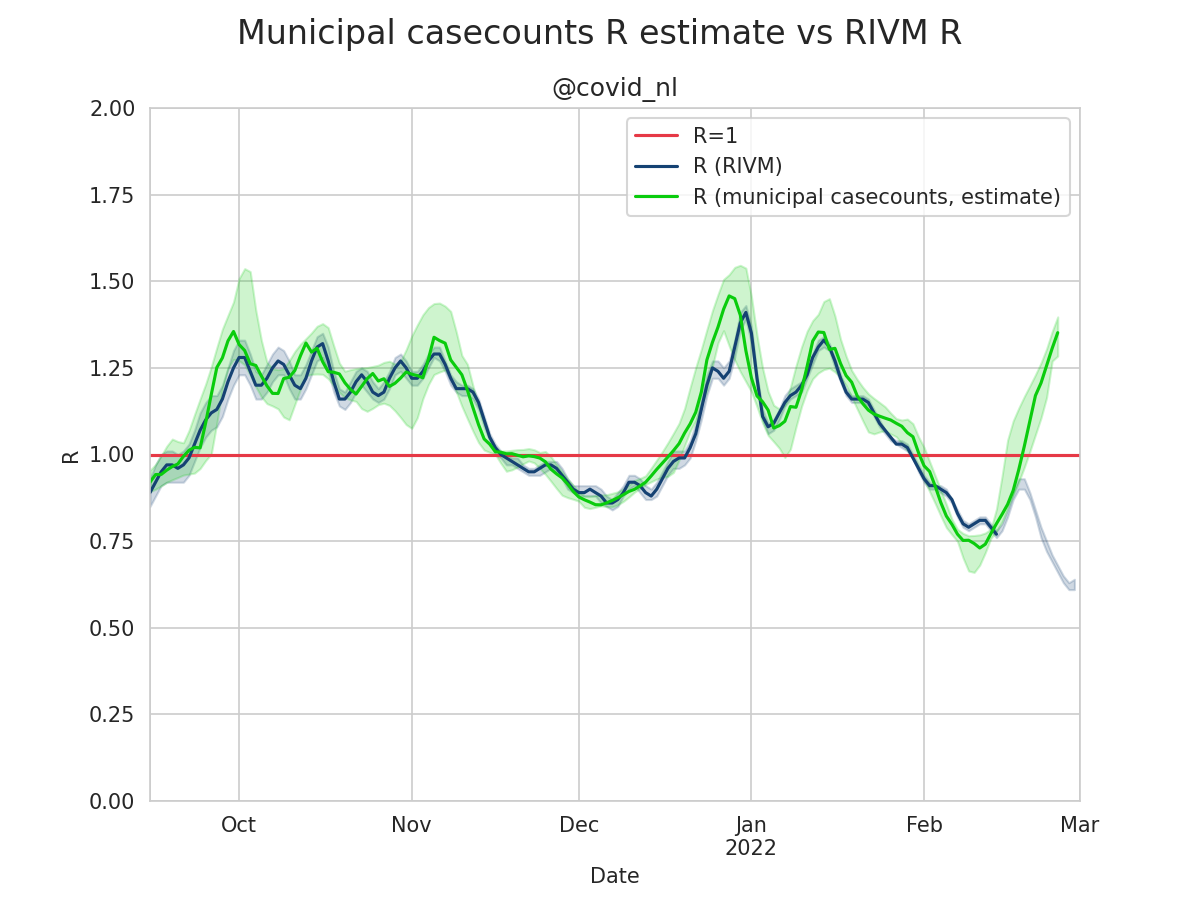 Municipal casecounts R estimate vs RIVM R
@covid_nl
2.00
1.75
1.50
1.25
1.00
0.75
0.50
0.25
0.00
R
R=1
R (RIVM)
R (municipal casecounts, estimate)
Oct
Nov
Dec
Jan
2022
Feb
Mar
Date